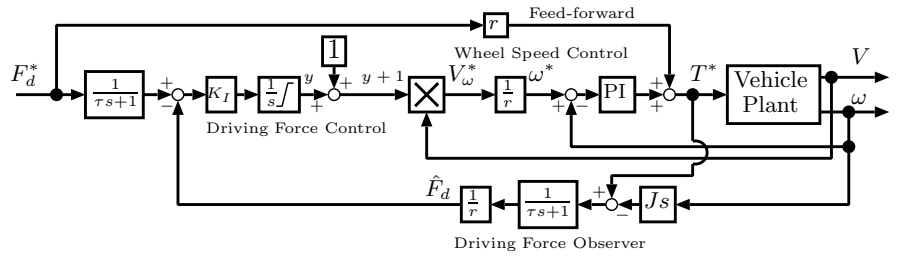 r
Feed-forward
F_d^*
1
Wheel Speed Control
V
1/(τs+1)
+
−
K_I
1/s
y
+
+
y + 1
V_ω^*
1/r
ω^*
+
−
PI
+
+
T^*
Vehicle
Plant
ω
Driving Force Control
F̂_d
1/r
1/(τs+1)
+
−
Js
Driving Force Observer